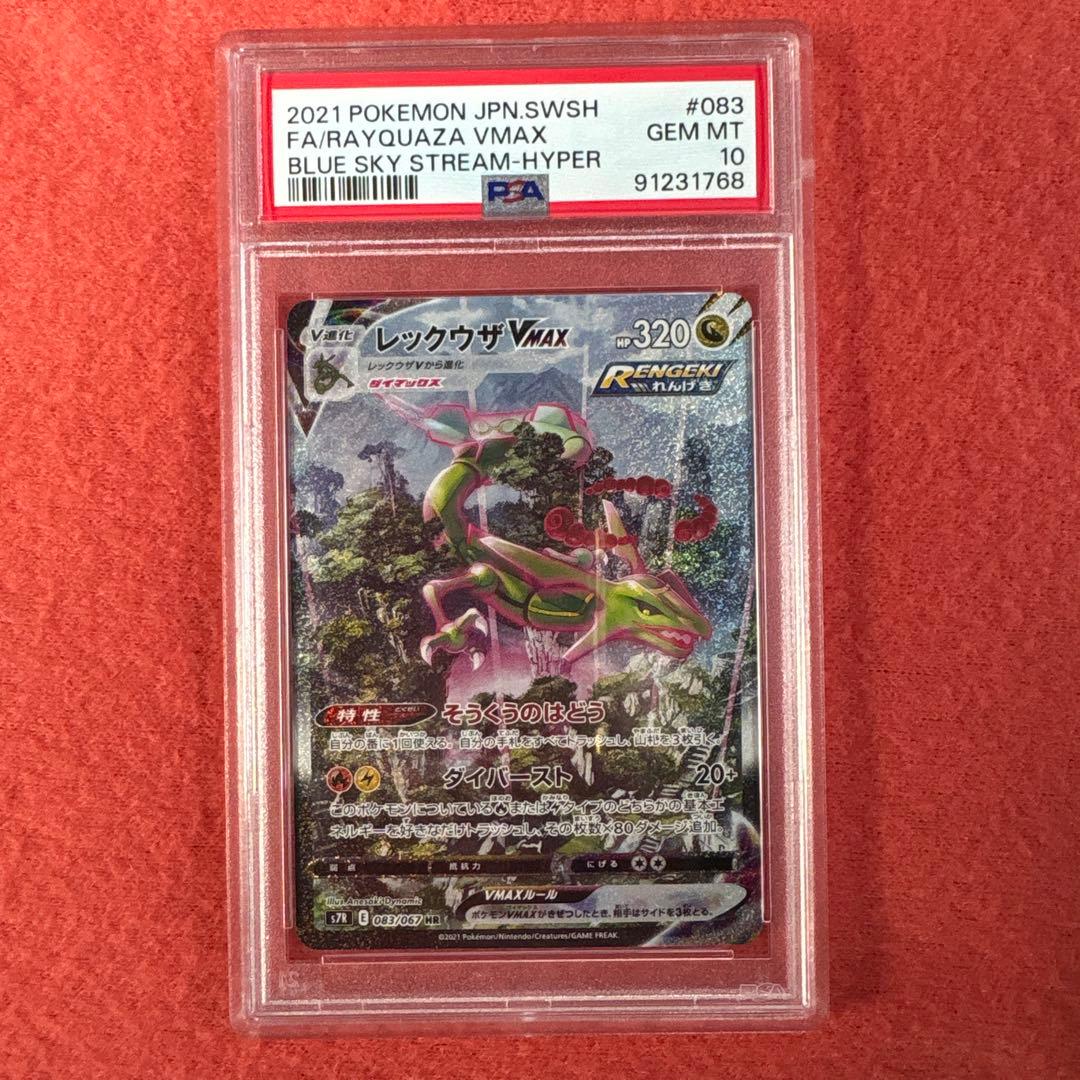 2021 POKEMON JPN.SWSH #083
FA/RAYQUAZA VMAX GEM MT
BLUE SKY STREAM-HYPER 10
PSA 91231768
V進化 レックウザVMAX HP320
レックウザVから進化
ダイマックス
RENGEKI
れんげき
特性 とくせい そうくうのはどう
自分の番に1回使える。自分の手札をすべてトラッシュし、山札を3枚引く。
ダイバースト 20+
このポケモンについている または タイプのどちらかの基本エ
ネルギーを好きなだけトラッシュし、その枚数×80ダメージ追加。
弱点 抵抗力 にげる
Illus. Anesaki Dynamic
VMAXルール
s7R E 083/067 HR
ポケモンVMAXがきぜつしたとき、相手はサイドを3枚とる。
©2021 Pokémon/Nintendo/Creatures/GAME FREAK.
PSA